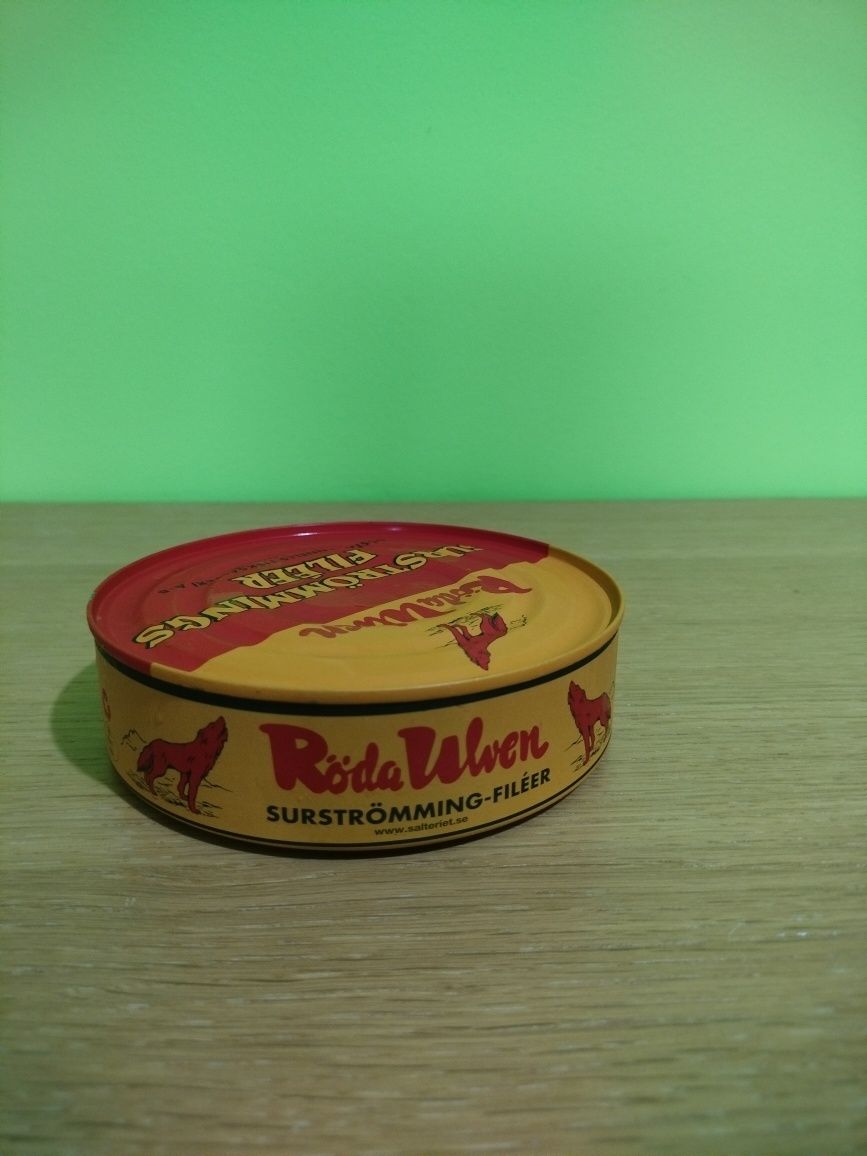 SURSTRÖMMINGS
FILÉER
Röda Ulven
Röda Ulven
SURSTRÖMMING-FILÉER
www.salteriet.se